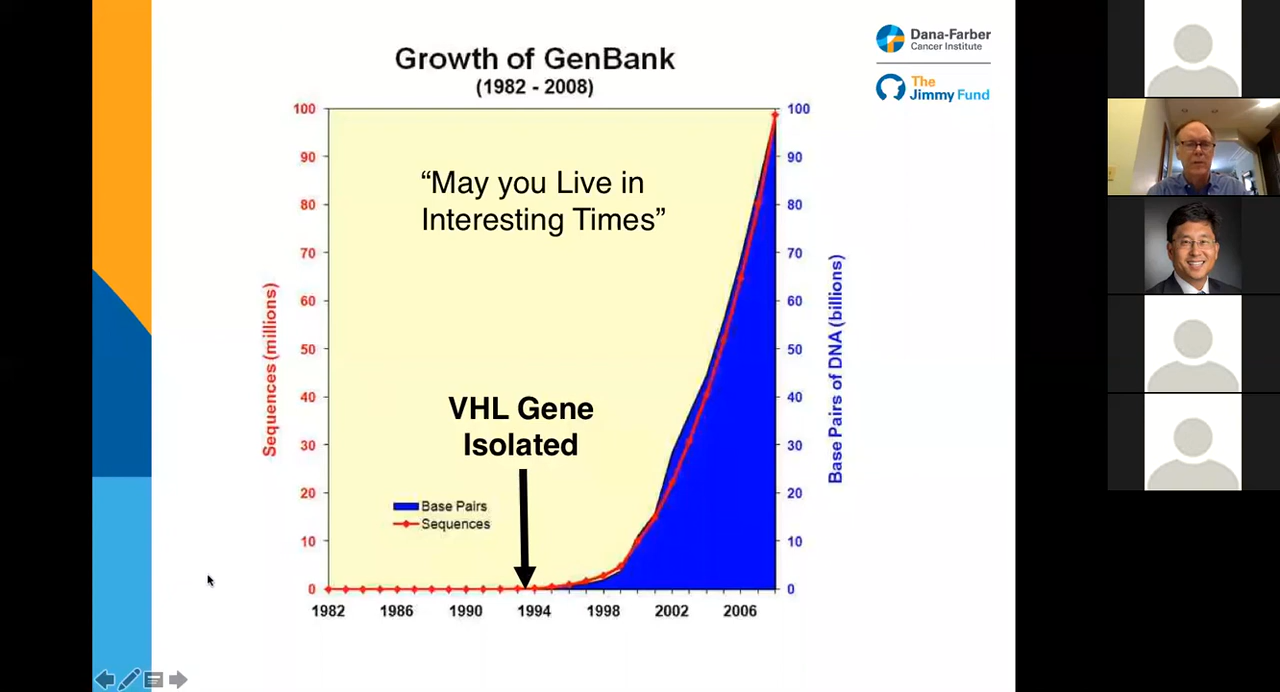 Growth of GenBank
(1982 - 2008)
Dana-Farber
Cancer Institute
The
Jimmy Fund
100
90
80
70
60
50
40
30
20
10
0
Sequences (millions)
“May you Live in
Interesting Times”
VHL Gene
Isolated
Base Pairs
Sequences
100
90
80
70
60
50
40
30
20
10
0
Base Pairs of DNA (billions)
1982 1986 1990 1994 1998 2002 2006